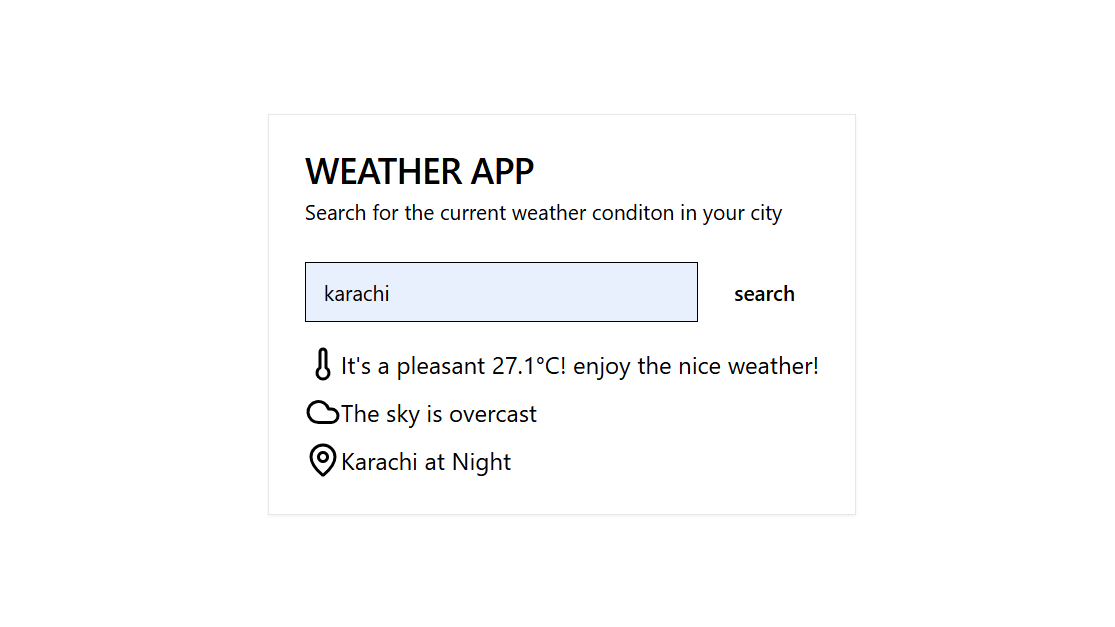 WEATHER APP
Search for the current weather conditon in your city
karachi
search
It's a pleasant 27.1°C! enjoy the nice weather!
The sky is overcast
Karachi at Night